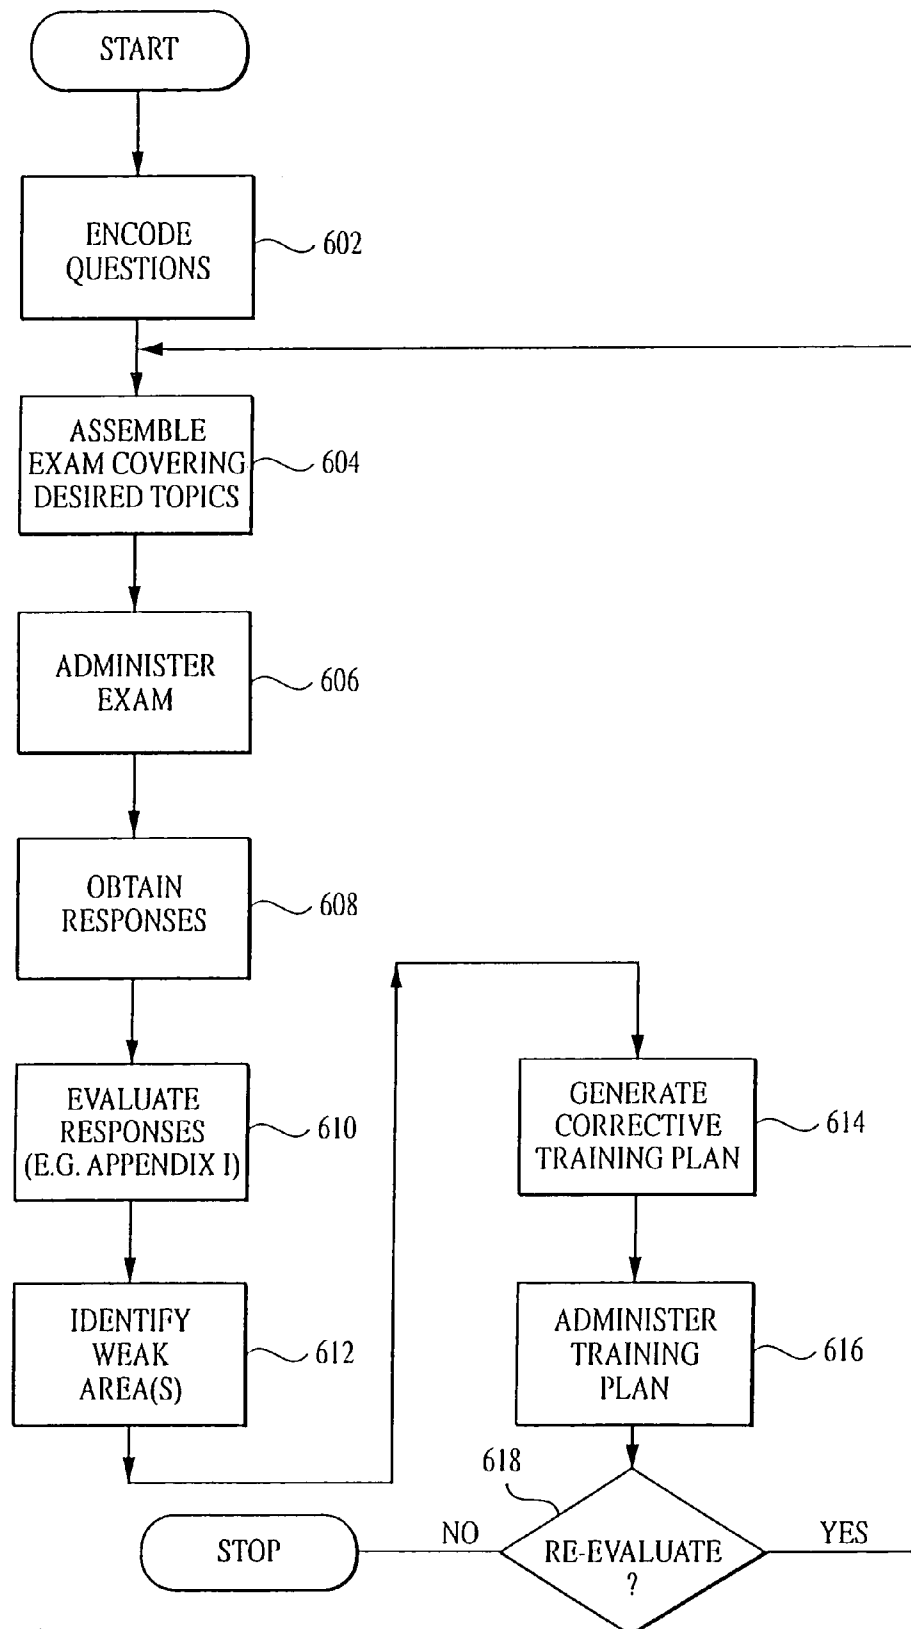 START
ENCODE
QUESTIONS
602
ASSEMBLE
EXAM COVERING
DESIRED TOPICS
604
ADMINISTER
EXAM
606
OBTAIN
RESPONSES
608
EVALUATE
RESPONSES
(E.G. APPENDIX I)
610
IDENTIFY
WEAK
AREA(S)
612
GENERATE
CORRECTIVE
TRAINING PLAN
614
ADMINISTER
TRAINING
PLAN
616
618
RE-EVALUATE
?
YES
NO
STOP